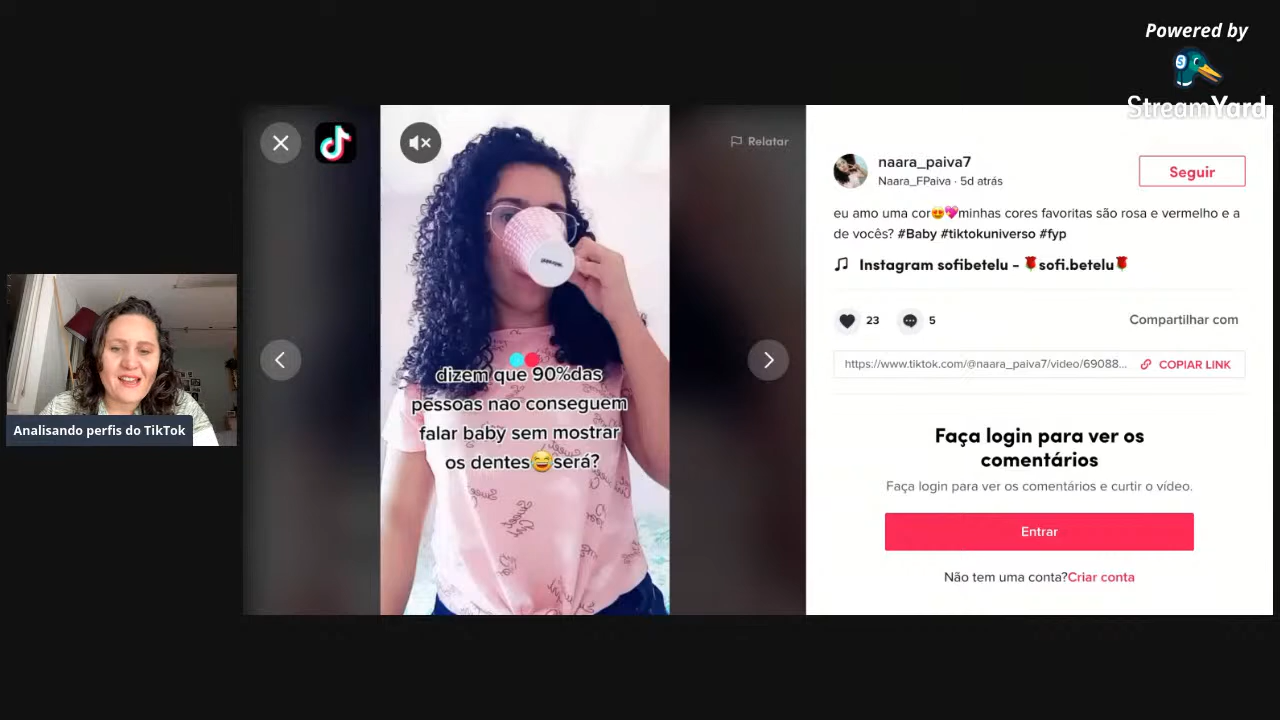 Powered by
StreamYard
Relatar
naara_paiva7
Naara_FPaiva · 5d atrás
Seguir
eu amo uma cor😍💖minhas cores favoritas são rosa e vermelho e a
de vocês? #Baby #tiktokuniverso #fyp
Instagram sofibetelu - 🌹sofi.betelu🌹
23
5
Compartilhar com
https://www.tiktok.com/@naara_paiva7/video/69088...
COPIAR LINK
dizem que 90%das
pessoas nao conseguem
falar baby sem mostrar
os dentes😅será?
Analisando perfis do TikTok
Faça login para ver os
comentários
Faça login para ver os comentários e curtir o vídeo.
Entrar
Não tem uma conta?Criar conta